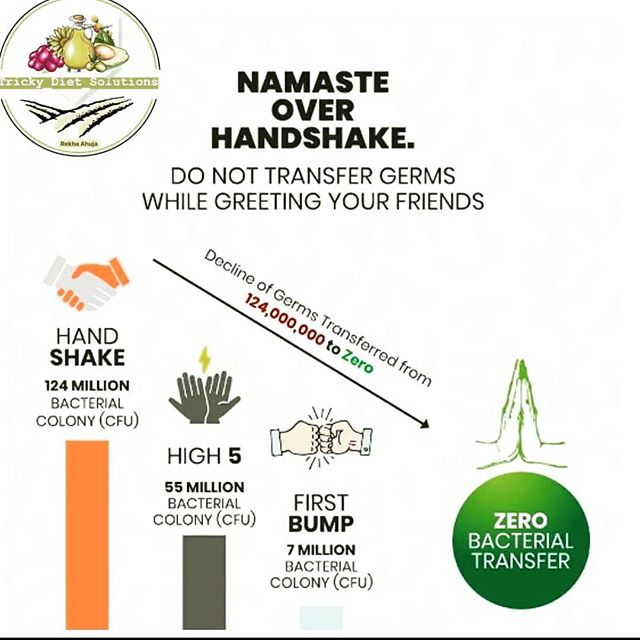 Tricky Diet Solutions
Rekha Ahuja
NAMASTE
OVER
HANDSHAKE.
DO NOT TRANSFER GERMS
WHILE GREETING YOUR FRIENDS
Decline of Germs Transferred from
124,000,000 to Zero
HAND
SHAKE
124 MILLION
BACTERIAL
COLONY (CFU)
HIGH 5
55 MILLION
BACTERIAL
COLONY (CFU)
FIRST
BUMP
7 MILLION
BACTERIAL
COLONY (CFU)
ZERO
BACTERIAL
TRANSFER